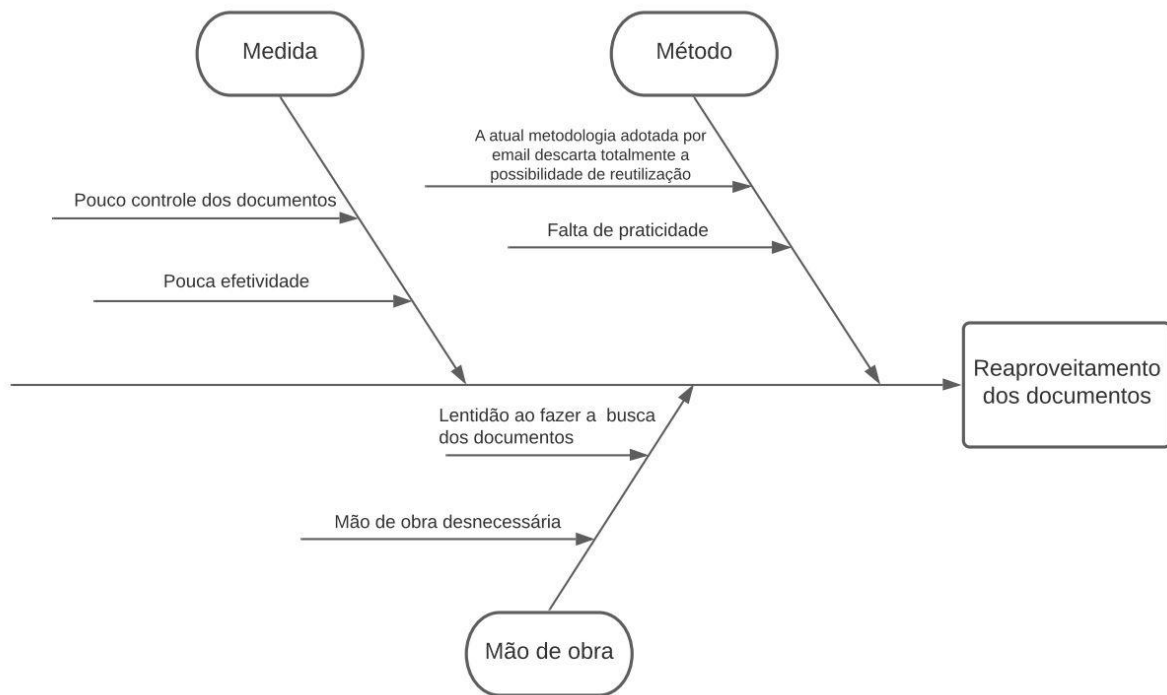 Medida
Método
A atual metodologia adotada por
email descarta totalmente a
possibilidade de reutilização
Pouco controle dos documentos
Falta de praticidade
Pouca efetividade
Reaproveitamento
dos documentos
Lentidão ao fazer a busca
dos documentos
Mão de obra desnecessária
Mão de obra